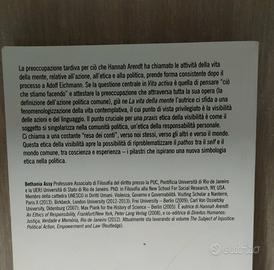 La preoccupazione tardiva per ciò che Hannah Arendt ha chiamato le attività della vita
della mente, relative all'azione, all'etica e alla politica, prende forma consistente dopo il
processo a Adolf Eichmann. Se la questione centrale in Vita activa è quella di pensare "ciò
che stiamo facendo" e attestare la preoccupazione che attraversa tutta la sua opera (la
definizione dell'azione politica comune), già ne La vita della mente l'autrice ci sfida a una
fenomenologia della vita contemplativa, il cui punto di vista privilegiato è la visibilità delle
azioni e del linguaggio. Il punto cruciale per una praxis etica della visibilità è come il
soggetto si singolarizza nella comunità politica, un'etica della responsabilità personale.
Ci chiama a una costante "resa dei conti", verso noi stessi, verso gli altri e verso il mondo.
Questa etica della visibilità apre la possibilità di riproblematizzare il pathos tra il self e il
mondo comune, tra coscienza e esperienza – i pilastri che ispirano una nuova simbologia
etica nella politica.
Bethania Assy Professore Associato di Filosofia del diritto presso la PUC, Pontificia Università di Rio de Janeiro
e la UERJ Università di Stato di Rio de Janeiro. PhD in Filosofia alla New School For Social Research, NY, USA.
Membro della cattedra UNESCO in Umanità, Violenza, Governo e Governabilità. Visiting Scholar a Nanterre,
Paris X (2013), Birkbeck, London University (2012-13), Frei University – Berlin (2009), Carl Von Ossietzky
University, Oldenburg (2007), Max Plank for the History of Science – Berlin (2005). È autrice di Hannah Arendt:
An Ethics of Responsibility, Frankfurt/New York, Peter Lang Verlag (2008), e co-editrice di Direitos Humanos:
Justiça, Verdade e Memória, Rio de Janeiro (2012). Attualmente sta lavorando al volume The Subject of Injustice:
Political Action, Empowerment and Law (Routledge).
subito